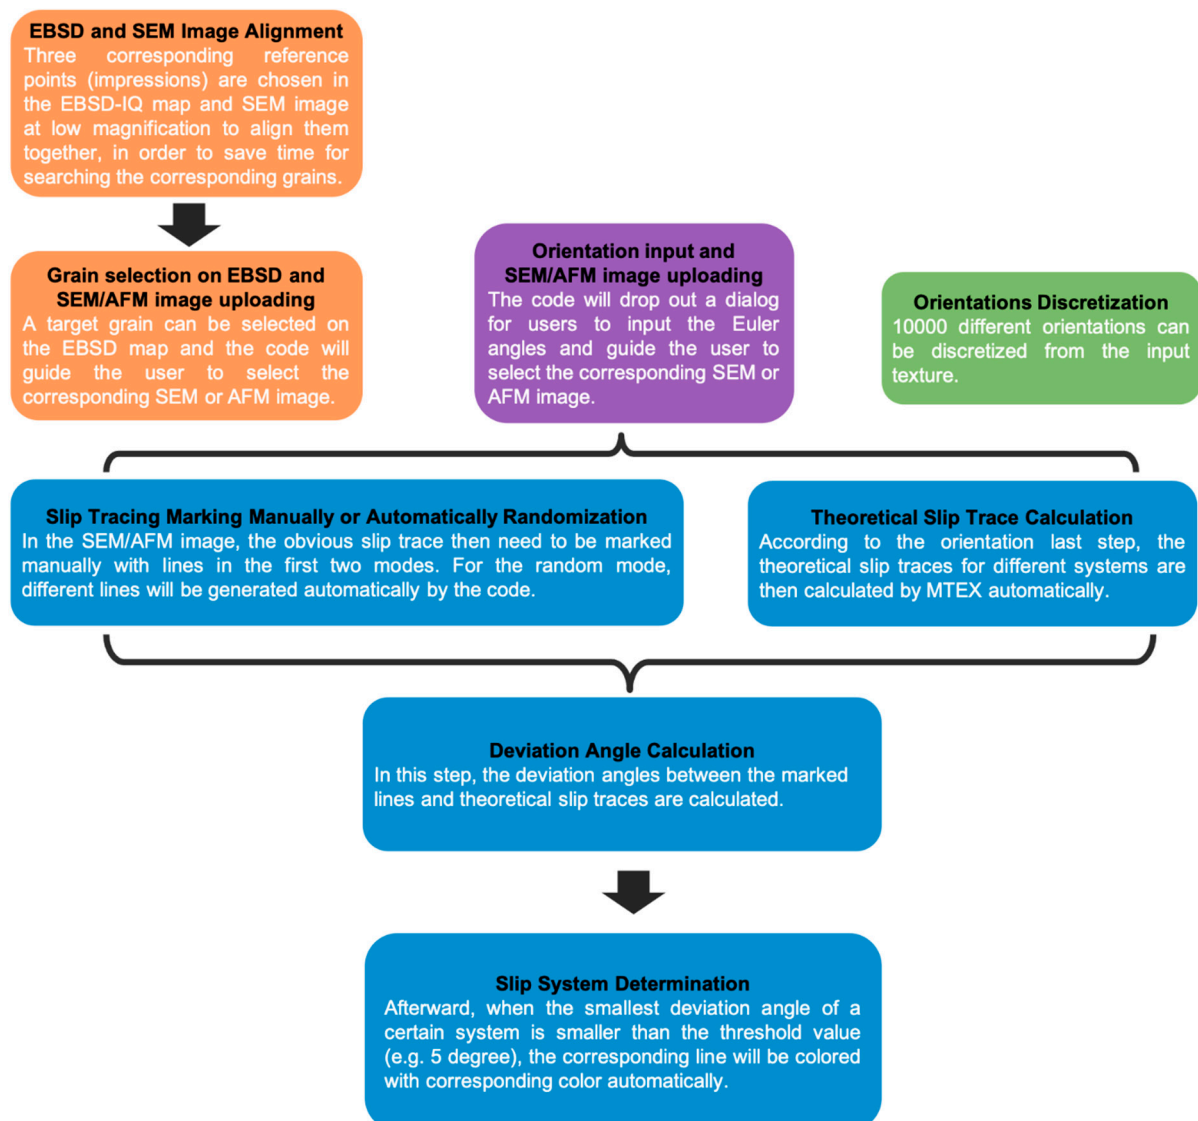 EBSD and SEM Image Alignment
Three corresponding reference
points (impressions) are chosen in
the EBSD-IQ map and SEM image
at low magnification to align them
together, in order to save time for
searching the corresponding grains.
Grain selection on EBSD and
SEM/AFM image uploading
A target grain can be selected on
the EBSD map and the code will
guide the user to select the
corresponding SEM or AFM image.
Orientation input and
SEM/AFM image uploading
The code will drop out a dialog
for users to input the Euler
angles and guide the user to
select the corresponding SEM or
AFM image.
Orientations Discretization
10000 different orientations can
be discretized from the input
texture.
Slip Tracing Marking Manually or Automatically Randomization
In the SEM/AFM image, the obvious slip trace then need to be marked
manually with lines in the first two modes. For the random mode,
different lines will be generated automatically by the code.
Theoretical Slip Trace Calculation
According to the orientation last step, the
theoretical slip traces for different systems are
then calculated by MTEX automatically.
Deviation Angle Calculation
In this step, the deviation angles between the marked
lines and theoretical slip traces are calculated.
Slip System Determination
Afterward, when the smallest deviation angle of a
certain system is smaller than the threshold value
(e.g. 5 degree), the corresponding line will be colored
with corresponding color automatically.